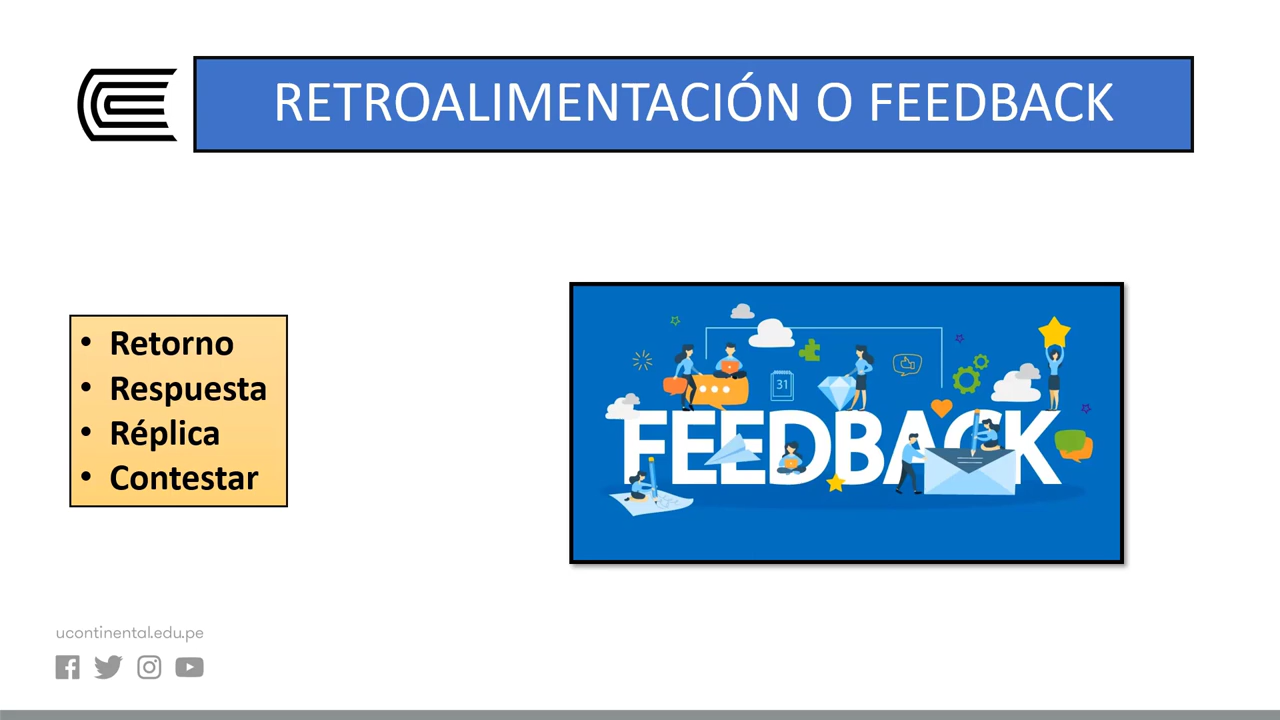 RETROALIMENTACIÓN O FEEDBACK
• Retorno
• Respuesta
• Réplica
• Contestar
31
FEEDBACK
ucontinental.edu.pe